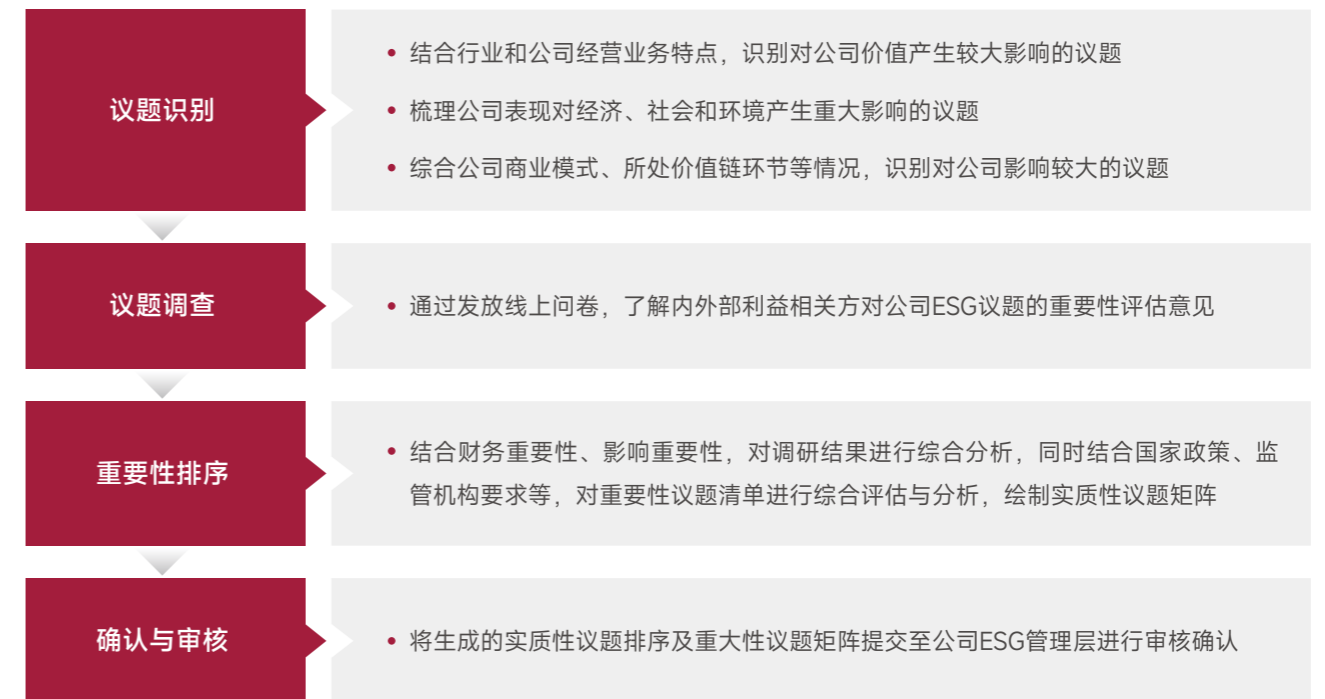 议题识别
• 结合行业和公司经营业务特点，识别对公司价值产生较大影响的议题
• 梳理公司表现对经济、社会和环境产生重大影响的议题
• 综合公司商业模式、所处价值链环节等情况，识别对公司影响较大的议题
议题调查
• 通过发放线上问卷，了解内外部利益相关方对公司ESG议题的重要性评估意见
重要性排序
• 结合财务重要性、影响重要性，对调研结果进行综合分析，同时结合国家政策、监
管机构要求等，对重要性议题清单进行综合评估与分析，绘制实质性议题矩阵
确认与审核
• 将生成的实质性议题排序及重大性议题矩阵提交至公司ESG管理层进行审核确认